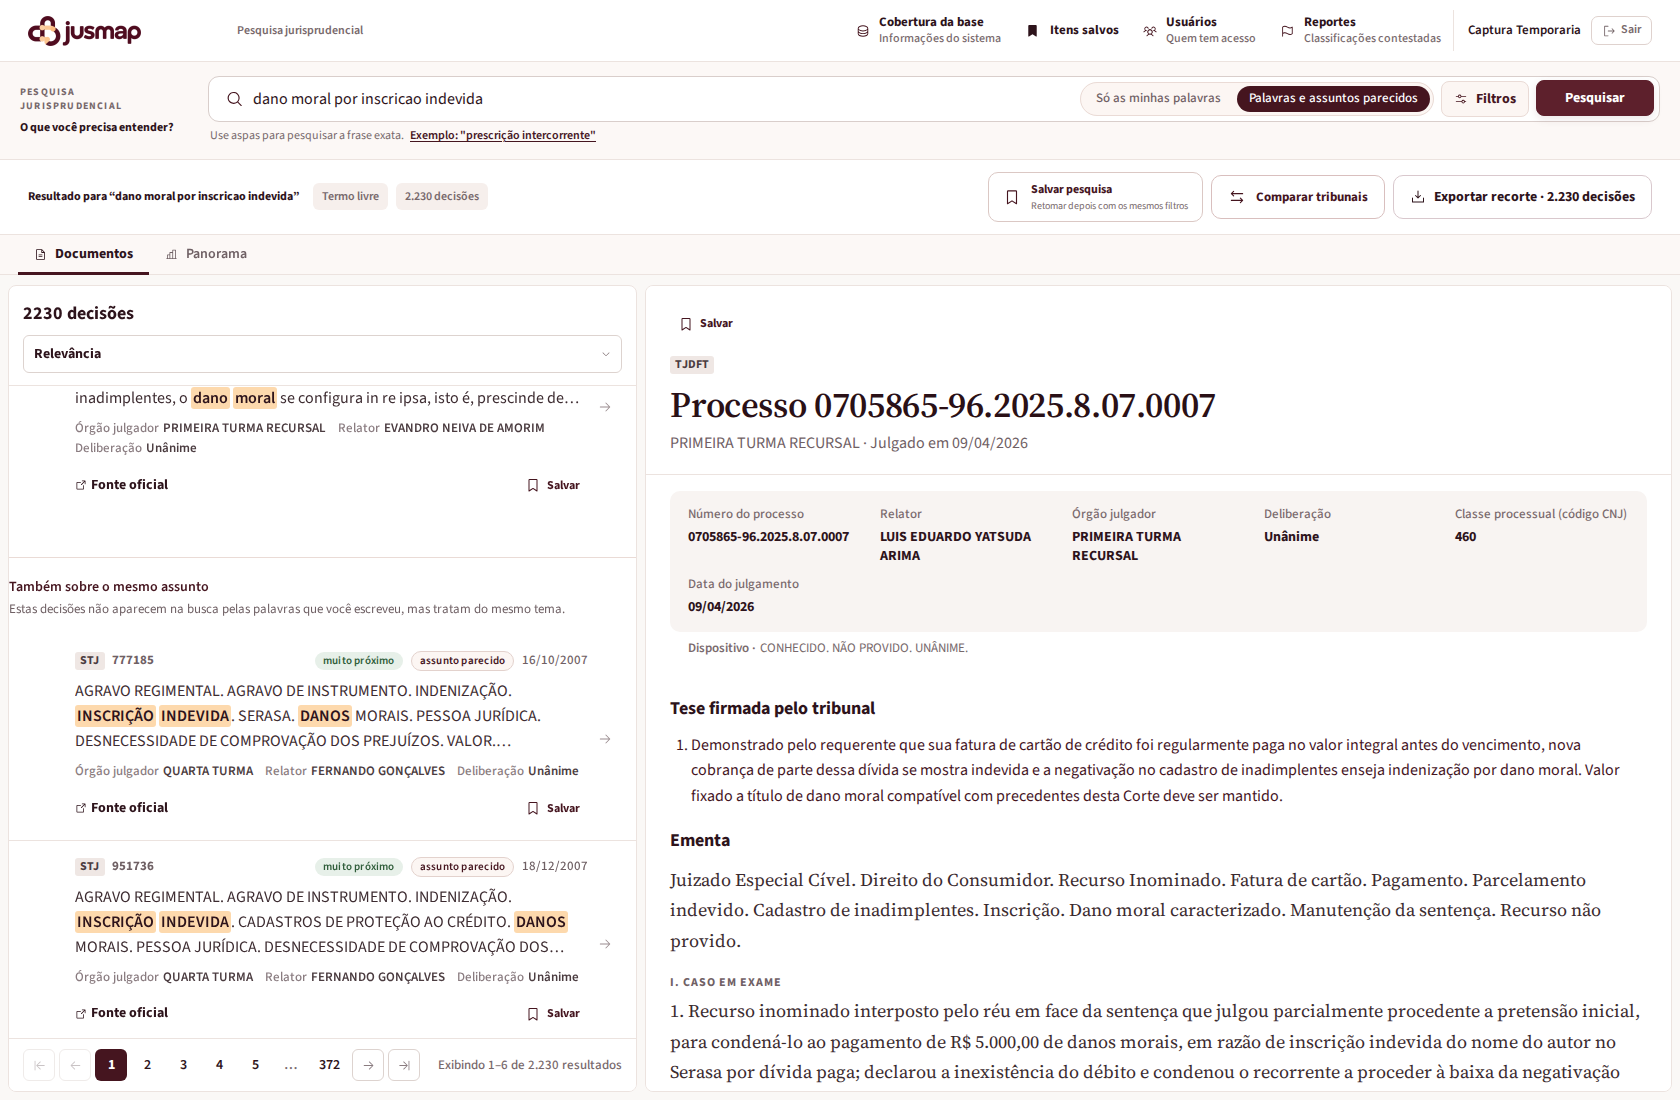 jusmap
Pesquisa jurisprudencial
Cobertura da base
Informações do sistema
Itens salvos
Usuários
Quem tem acesso
Reportes
Classificações contestadas
Captura Temporaria
Sair
PESQUISA
JURISPRUDENCIAL
O que você precisa entender?
dano moral por inscricao indevida
Só as minhas palavras
Palavras e assuntos parecidos
Filtros
Pesquisar
Use aspas para pesquisar a frase exata. Exemplo: "prescrição intercorrente"
Resultado para “dano moral por inscricao indevida”
Termo livre
2.230 decisões
Salvar pesquisa
Retomar depois com os mesmos filtros
Comparar tribunais
Exportar recorte · 2.230 decisões
Documentos
Panorama
2230 decisões
Relevância
inadimplentes, o dano moral se configura in re ipsa, isto é, prescinde de…
Órgão julgador PRIMEIRA TURMA RECURSAL Relator EVANDRO NEIVA DE AMORIM
Deliberação Unânime
Fonte oficial
Salvar
Também sobre o mesmo assunto
Estas decisões não aparecem na busca pelas palavras que você escreveu, mas tratam do mesmo tema.
STJ 777185 muito próximo assunto parecido 16/10/2007
AGRAVO REGIMENTAL. AGRAVO DE INSTRUMENTO. INDENIZAÇÃO.
INSCRIÇÃO INDEVIDA. SERASA. DANOS MORAIS. PESSOA JURÍDICA.
DESNECESSIDADE DE COMPROVAÇÃO DOS PREJUÍZOS. VALOR.…
Órgão julgador QUARTA TURMA Relator FERNANDO GONÇALVES Deliberação Unânime
Fonte oficial
Salvar
STJ 951736 muito próximo assunto parecido 18/12/2007
AGRAVO REGIMENTAL. AGRAVO DE INSTRUMENTO. INDENIZAÇÃO.
INSCRIÇÃO INDEVIDA. CADASTROS DE PROTEÇÃO AO CRÉDITO. DANOS
MORAIS. PESSOA JURÍDICA. DESNECESSIDADE DE COMPROVAÇÃO DOS…
Órgão julgador QUARTA TURMA Relator FERNANDO GONÇALVES Deliberação Unânime
Fonte oficial
Salvar
1 2 3 4 5 … 372
Exibindo 1–6 de 2.230 resultados
Salvar
TJDFT
Processo 0705865-96.2025.8.07.0007
PRIMEIRA TURMA RECURSAL · Julgado em 09/04/2026
Número do processo
0705865-96.2025.8.07.0007
Relator
LUIS EDUARDO YATSUDA
ARIMA
Órgão julgador
PRIMEIRA TURMA
RECURSAL
Deliberação
Unânime
Classe processual (código CNJ)
460
Data do julgamento
09/04/2026
Dispositivo · CONHECIDO. NÃO PROVIDO. UNÂNIME.
Tese firmada pelo tribunal
1. Demonstrado pelo requerente que sua fatura de cartão de crédito foi regularmente paga no valor integral antes do vencimento, nova
cobrança de parte dessa dívida se mostra indevida e a negativação no cadastro de inadimplentes enseja indenização por dano moral. Valor
fixado a título de dano moral compatível com precedentes desta Corte deve ser mantido.
Ementa
Juizado Especial Cível. Direito do Consumidor. Recurso Inominado. Fatura de cartão. Pagamento. Parcelamento
indevido. Cadastro de inadimplentes. Inscrição. Dano moral caracterizado. Manutenção da sentença. Recurso não
provido.
I. CASO EM EXAME
1. Recurso inominado interposto pelo réu em face da sentença que julgou parcialmente procedente a pretensão inicial,
para condená-lo ao pagamento de R$ 5.000,00 de danos morais, em razão de inscrição indevida do nome do autor no
Serasa por dívida paga; declarou a inexistência do débito e condenou o recorrente a proceder à baixa da negativação